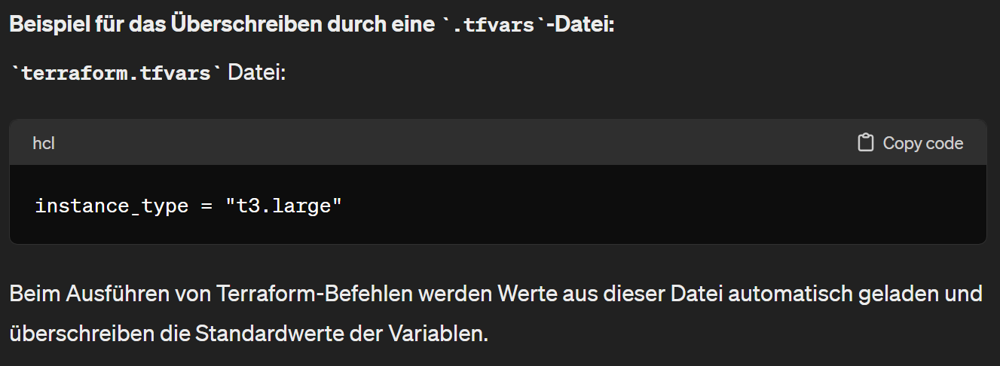 Beispiel für das Überschreiben durch eine `.tfvars`-Datei:
`terraform.tfvars` Datei:
hcl
Copy code
instance_type = "t3.large"
Beim Ausführen von Terraform-Befehlen werden Werte aus dieser Datei automatisch geladen und
überschreiben die Standardwerte der Variablen.